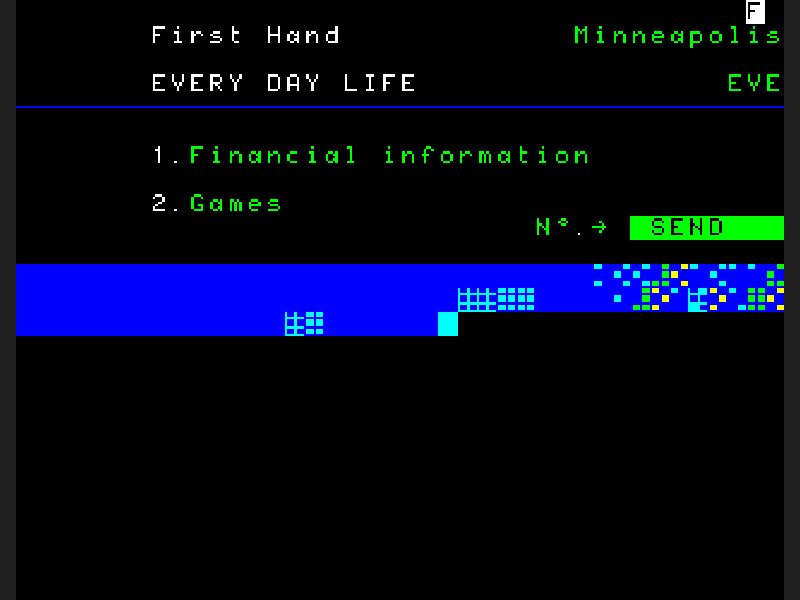 F
First Hand Minneapolis
EVERY DAY LIFE EVE
1.Financial information
2.Games
N°.→ SEND